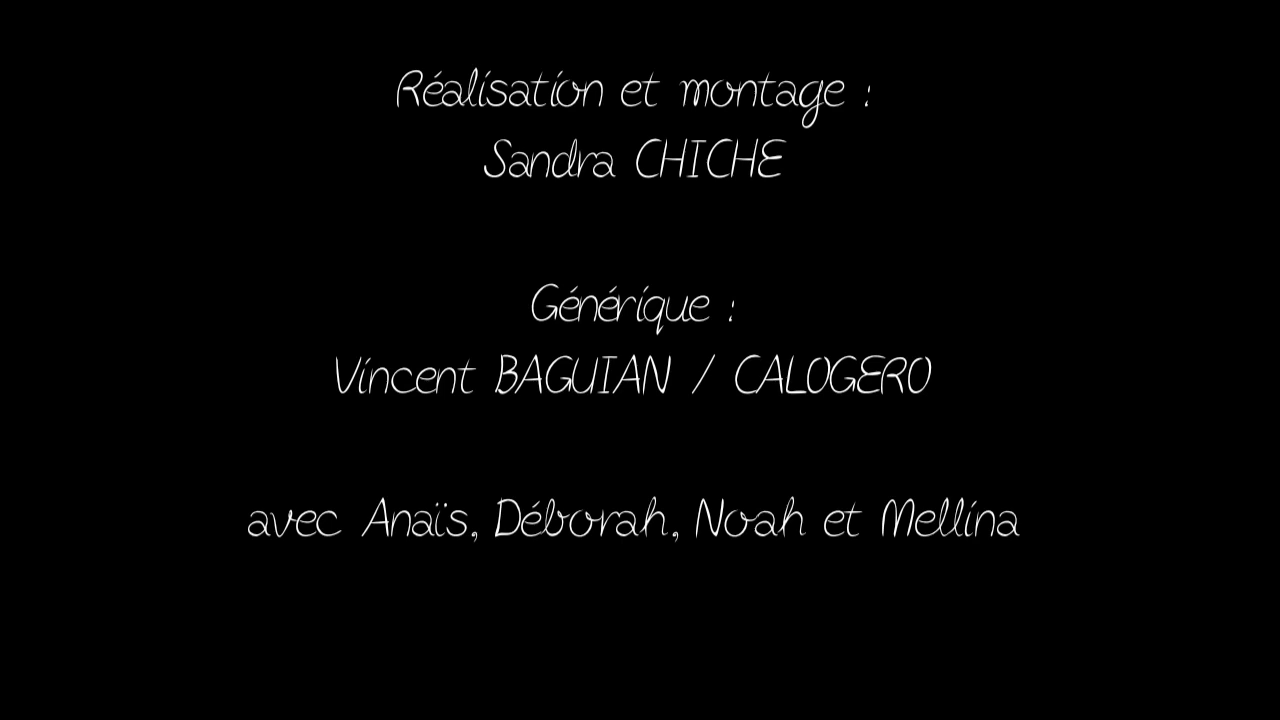 Réalisation et montage :
Sandra CHICHE
Générique :
Vincent BAGUIAN / CALOGERO
avec Anaïs, Déborah, Noah et Mellina